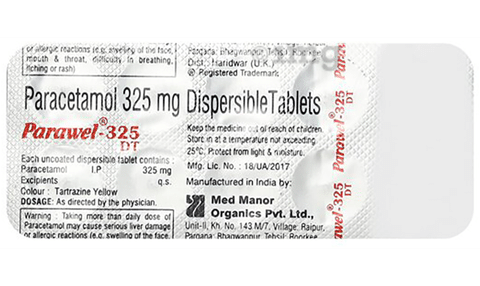 or allergic reactions (e.g. swelling of the face,
mouth & throat, difficulty in breathing,
itching or rash)
Pargana: Bhagwanpur, Tehsil: Roorkee,
Dist.: Haridwar (U.K.)
® Registered Trademark
Paracetamol 325 mg Dispersible Tablets
Parawel®-325
DT
Each uncoated dispersible tablet contains :
Paracetamol I.P 325 mg
Excipients q.s.
Colour : Tartrazine Yellow
DOSAGE: As directed by the physician.
Warning : Taking more than daily dose of
Paracetamol may cause serious liver damage
or allergic reactions (e.g. swelling of the face,
Keep the medicine out of reach of children.
Store in at a temperature not exceeding
25°C. Protect from light & moisture.
Mfg. Lic. No. : 18/UA/2017
Manufactured in India by:
Med Manor
Organics Pvt. Ltd.,
Unit-II, Kh. No. 143 M/7, Village: Raipur,
Pargana: Bhagwanpur, Tehsil: Roorkee,
Parawel®-325
DT
Parawel®-325
DT